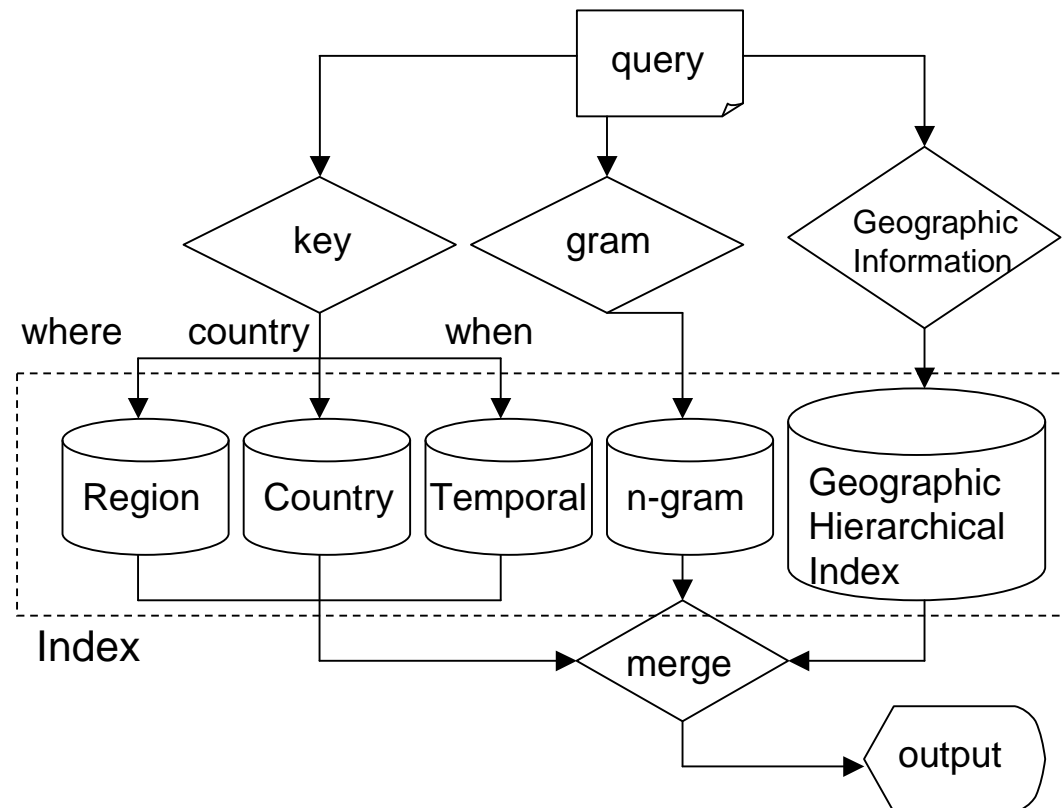 query
key
gram
Geographic
Information
where
country
when
Region
Country
Temporal
n-gram
Geographic
Hierarchical
Index
Index
merge
output